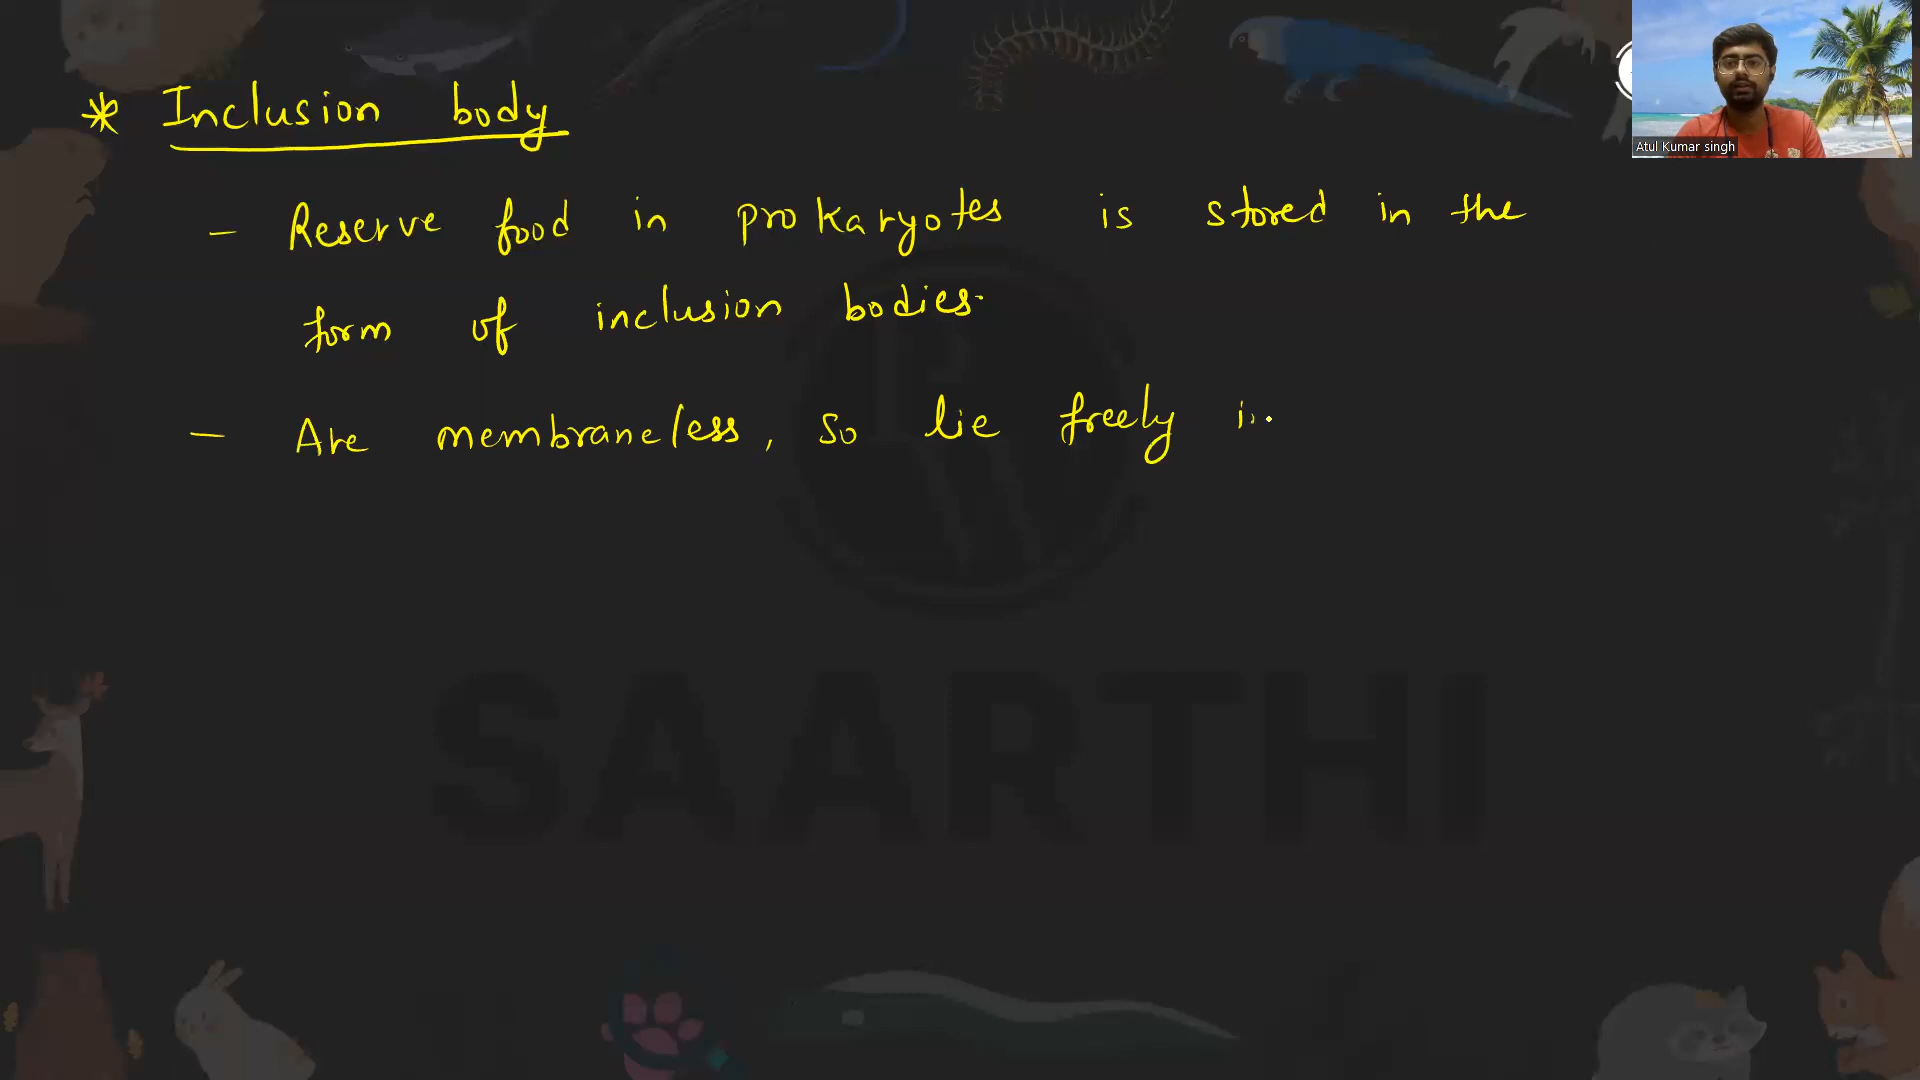 * Inclusion body
- Reserve food in prokaryotes is stored in the
form of inclusion bodies.
- Are membraneless, so lie freely
Atul Kumar singh
SAARTHI